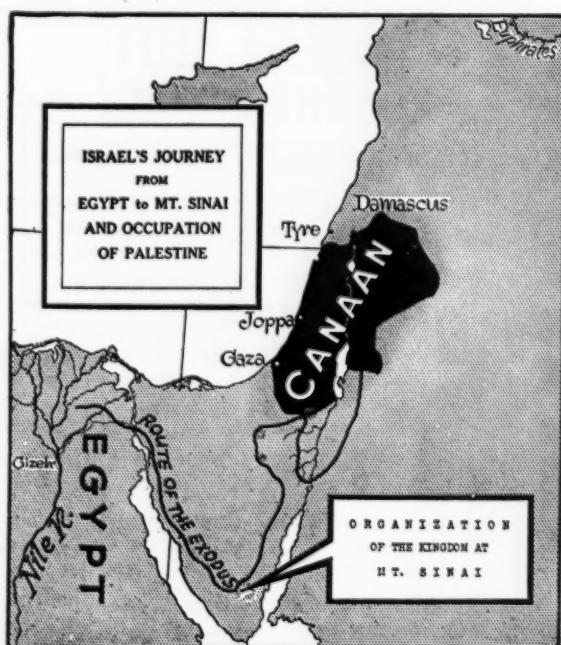 Euphrates
ISRAEL'S JOURNEY
FROM
EGYPT to MT. SINAI
AND OCCUPATION
OF PALESTINE
Damascus
Tyre
CANAAN
Joppa
Gaza
ROUTE OF THE EXODUS
EGYPT
Gizeh
Nile R.
ORGANIZATION
OF THE KINGDOM AT
MT. SINAI